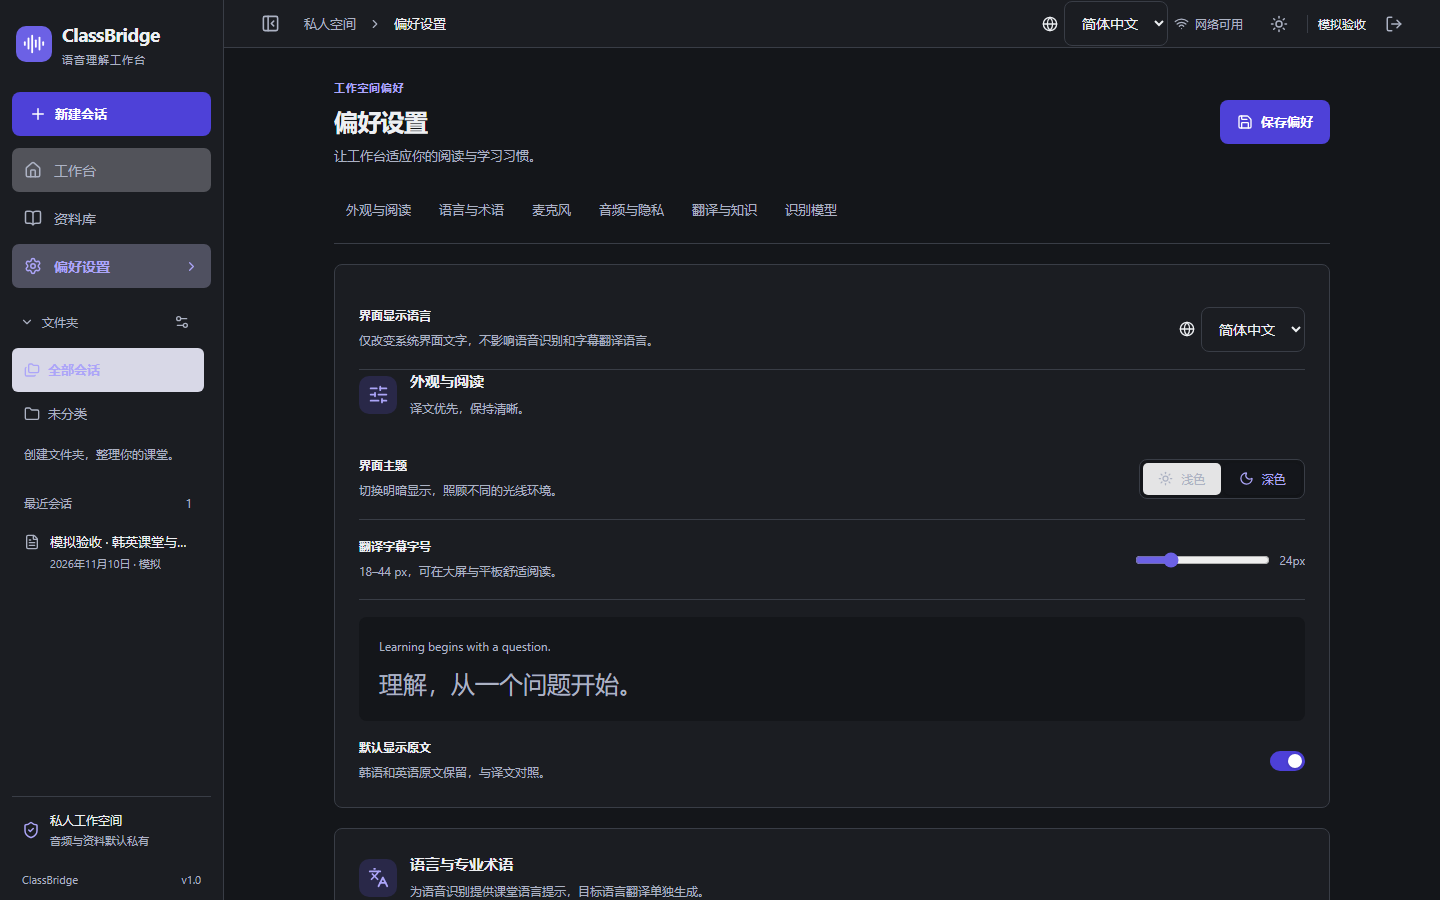 ClassBridge
语音理解工作台
新建会话
工作台
资料库
偏好设置
文件夹
全部会话
未分类
创建文件夹，整理你的课堂。
最近会话 1
模拟验收 · 韩英课堂与...
2026年11月10日 · 模拟
私人工作空间
音频与资料默认私有
ClassBridge v1.0
私人空间 偏好设置 简体中文 网络可用 模拟验收
工作空间偏好
偏好设置
让工作台适应你的阅读与学习习惯。
保存偏好
外观与阅读 语言与术语 麦克风 音频与隐私 翻译与知识 识别模型
界面显示语言
仅改变系统界面文字，不影响语音识别和字幕翻译语言。
简体中文
外观与阅读
译文优先，保持清晰。
界面主题
切换明暗显示，照顾不同的光线环境。
浅色 深色
翻译字幕字号
18–44 px，可在大屏与平板舒适阅读。
24px
Learning begins with a question.
理解，从一个问题开始。
默认显示原文
韩语和英语原文保留，与译文对照。
语言与专业术语
为语音识别提供课堂语言提示，目标语言翻译单独生成。